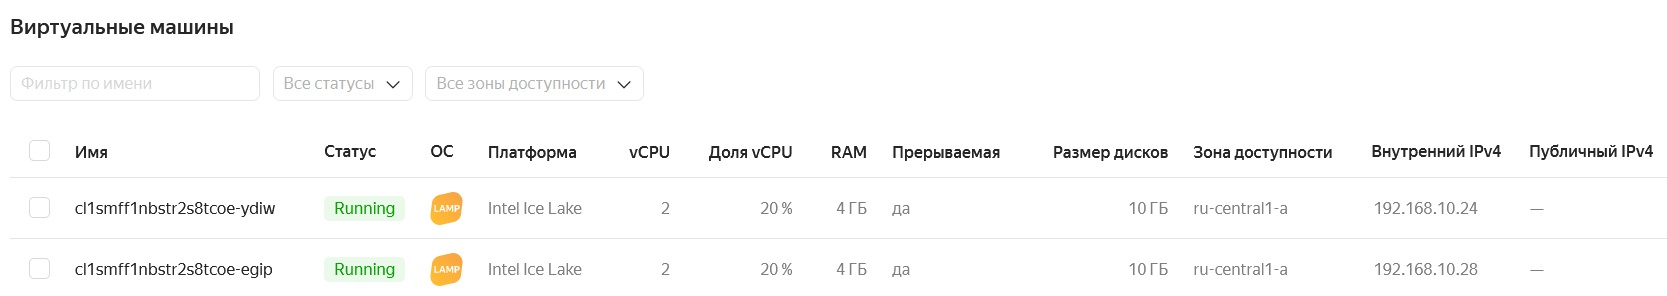 Виртуальные машины
Фильтр по имени Все статусы Все зоны доступности
Имя Статус ОС Платформа vCPU Доля vCPU RAM Прерываемая Размер дисков Зона доступности Внутренний IPv4 Публичный IPv4
cl1smff1nbstr2s8tcoe-ydiw Running LAMP Intel Ice Lake 2 20 % 4 ГБ да 10 ГБ ru-central1-a 192.168.10.24 —
cl1smff1nbstr2s8tcoe-egip Running LAMP Intel Ice Lake 2 20 % 4 ГБ да 10 ГБ ru-central1-a 192.168.10.28 —